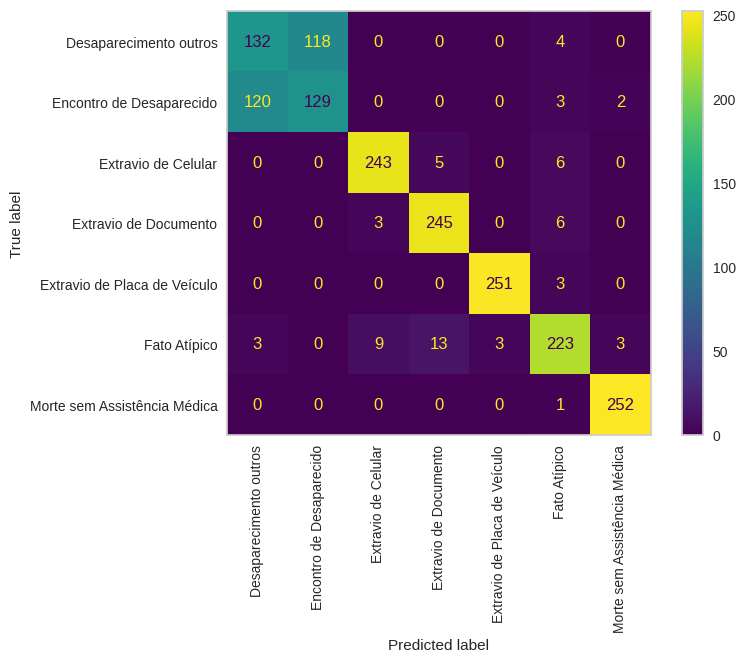 Desaparecimento outros 132 118 0 0 0 4 0
Encontro de Desaparecido 120 129 0 0 0 3 2
Extravio de Celular 0 0 243 5 0 6 0
Extravio de Documento 0 0 3 245 0 6 0
Extravio de Placa de Veículo 0 0 0 0 251 3 0
Fato Atípico 3 0 9 13 3 223 3
Morte sem Assistência Médica 0 0 0 0 0 1 252
True label
Desaparecimento outros
Encontro de Desaparecido
Extravio de Celular
Extravio de Documento
Extravio de Placa de Veículo
Fato Atípico
Morte sem Assistência Médica
Predicted label
250
200
150
100
50
0